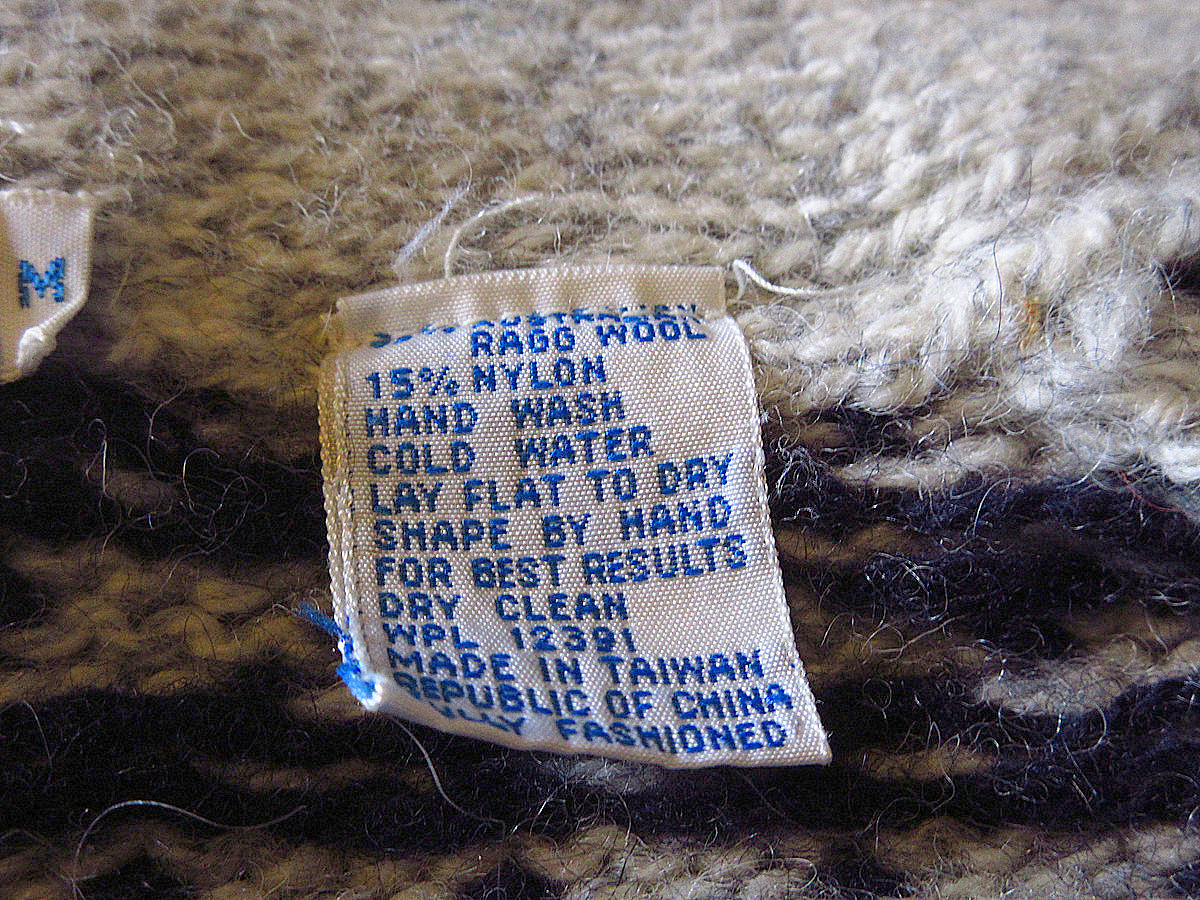 M
RAGG WOOL
15% NYLON
HAND WASH
COLD WATER
LAY FLAT TO DRY
SHAPE BY HAND
FOR BEST RESULTS
DRY CLEAN
WPL 12391
MADE IN TAIWAN
REPUBLIC OF CHINA
FASHIONED